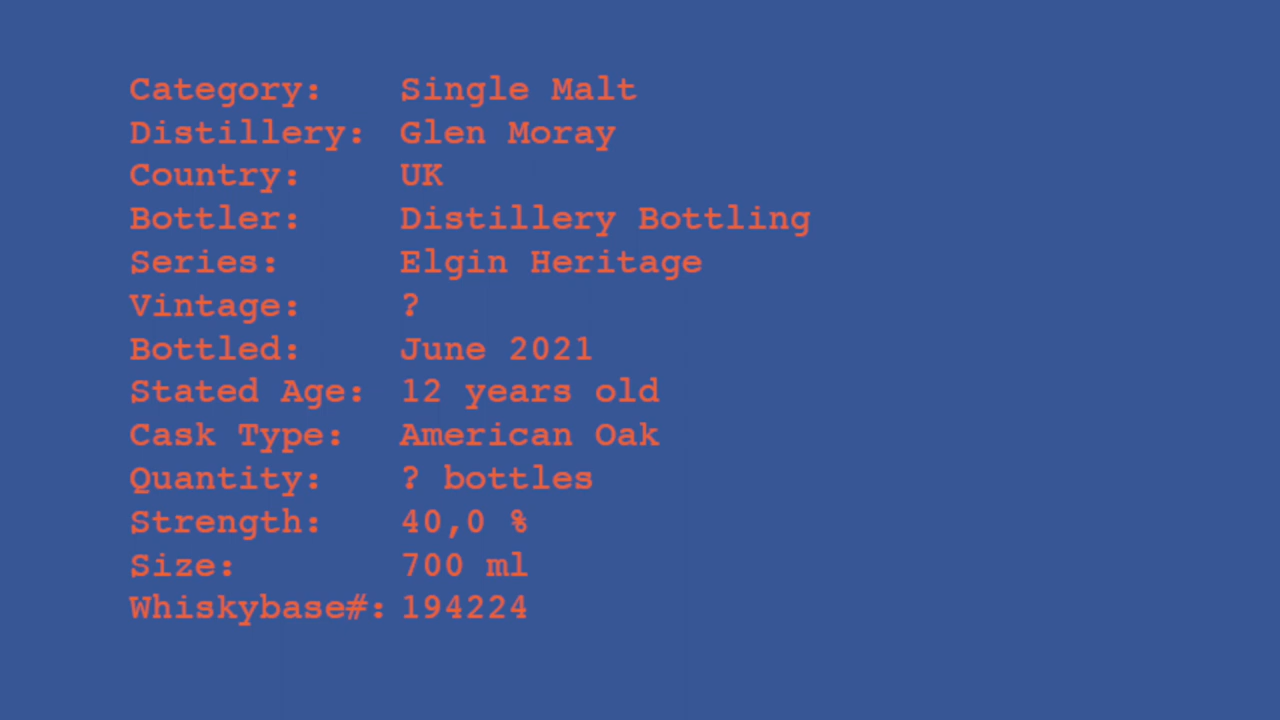 Category: Single Malt
Distillery: Glen Moray
Country: UK
Bottler: Distillery Bottling
Series: Elgin Heritage
Vintage: ?
Bottled: June 2021
Stated Age: 12 years old
Cask Type: American Oak
Quantity: ? bottles
Strength: 40,0 %
Size: 700 ml
Whiskybase#: 194224